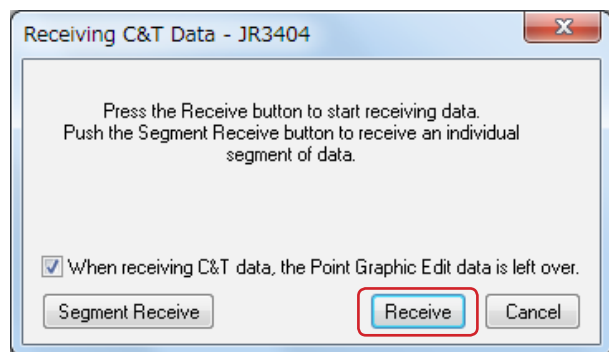 Receiving C&T Data - JR3404
Press the Receive button to start receiving data.
Push the Segment Receive button to receive an individual
segment of data.
When receiving C&T data, the Point Graphic Edit data is left over.
Segment Receive
Receive
Cancel